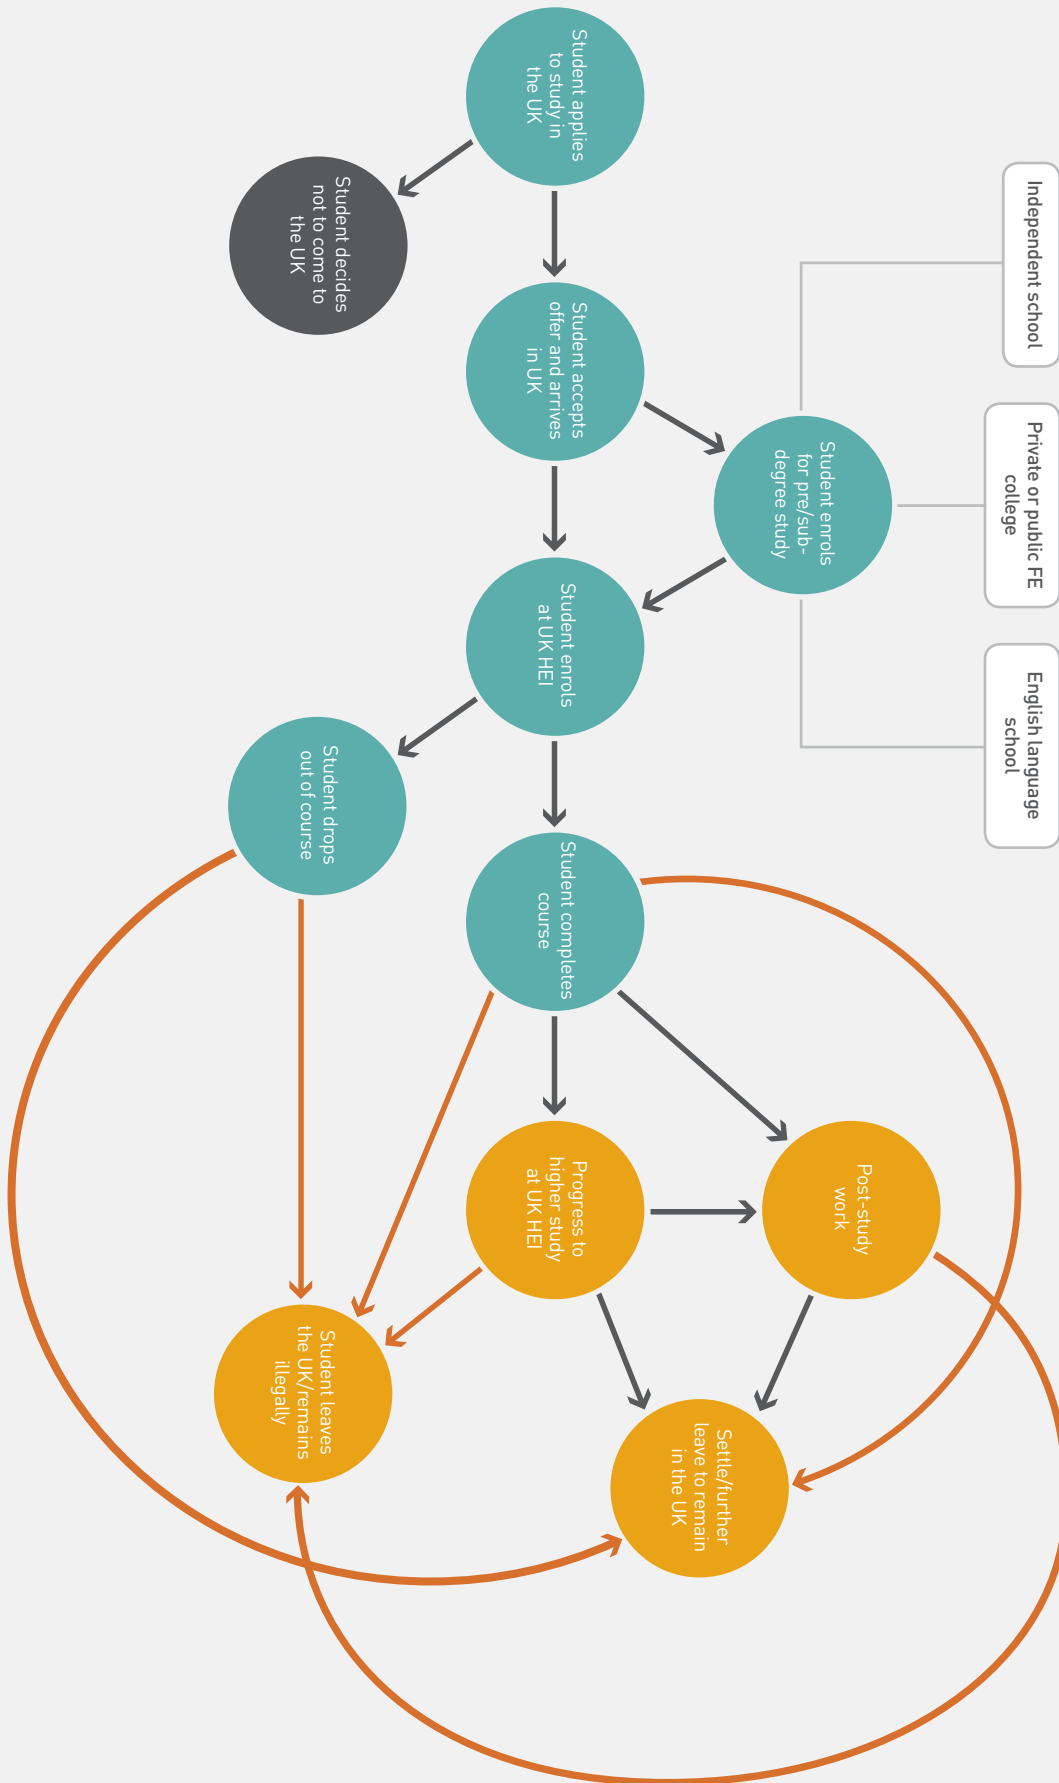 Independent school
Private or public FE
college
English language
school
Student applies
to study in
the UK
Student decides
not to come to
the UK
Student accepts
offer and arrives
in UK
Student enrols
for pre/sub-
degree study
Student enrols
at UK HEI
Student drops
out of course
Student completes
course
Post-study
work
Progress to
higher study
at UK HEI
Student leaves
the UK/remains
illegally
Settle/further
leave to remain
in the UK